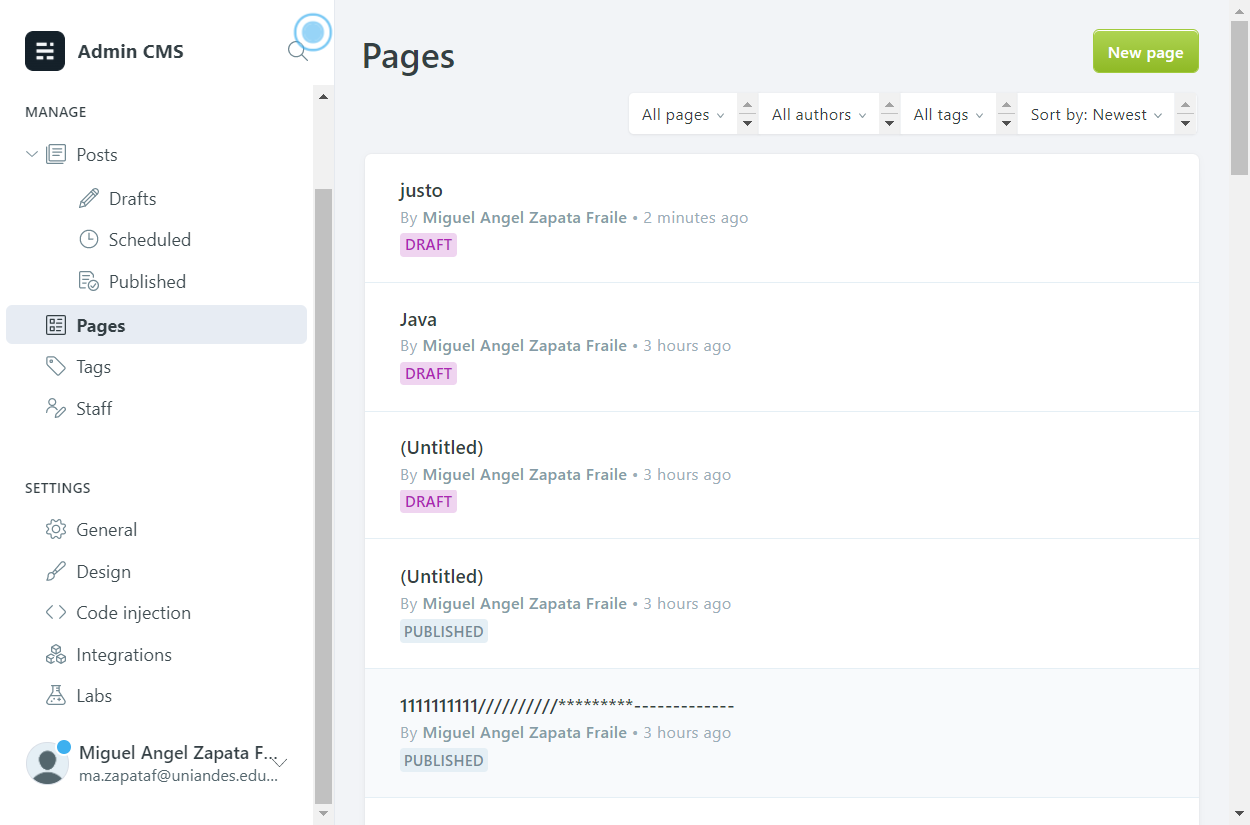 Admin CMS
MANAGE
Posts
Drafts
Scheduled
Published
Pages
Tags
Staff
SETTINGS
General
Design
Code injection
Integrations
Labs
Miguel Angel Zapata F...
ma.zapataf@uniandes.edu...
Pages
New page
All pages
All authors
All tags
Sort by: Newest
justo
By Miguel Angel Zapata Fraile • 2 minutes ago
DRAFT
Java
By Miguel Angel Zapata Fraile • 3 hours ago
DRAFT
(Untitled)
By Miguel Angel Zapata Fraile • 3 hours ago
DRAFT
(Untitled)
By Miguel Angel Zapata Fraile • 3 hours ago
PUBLISHED
1111111111//////////*********-------------
By Miguel Angel Zapata Fraile • 3 hours ago
PUBLISHED